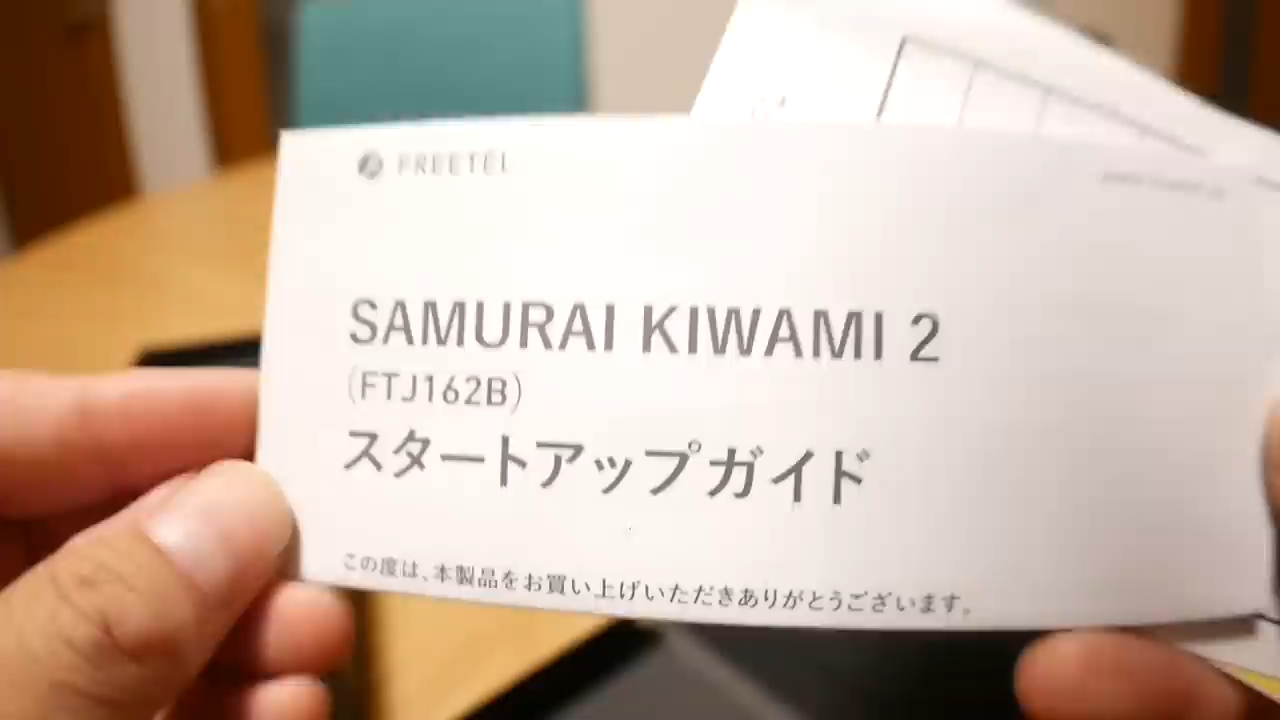 FREETEL
SAMURAI KIWAMI 2
(FTJ162B)
スタートアップガイド
この度は、本製品をお買い上げいただきありがとうございます。